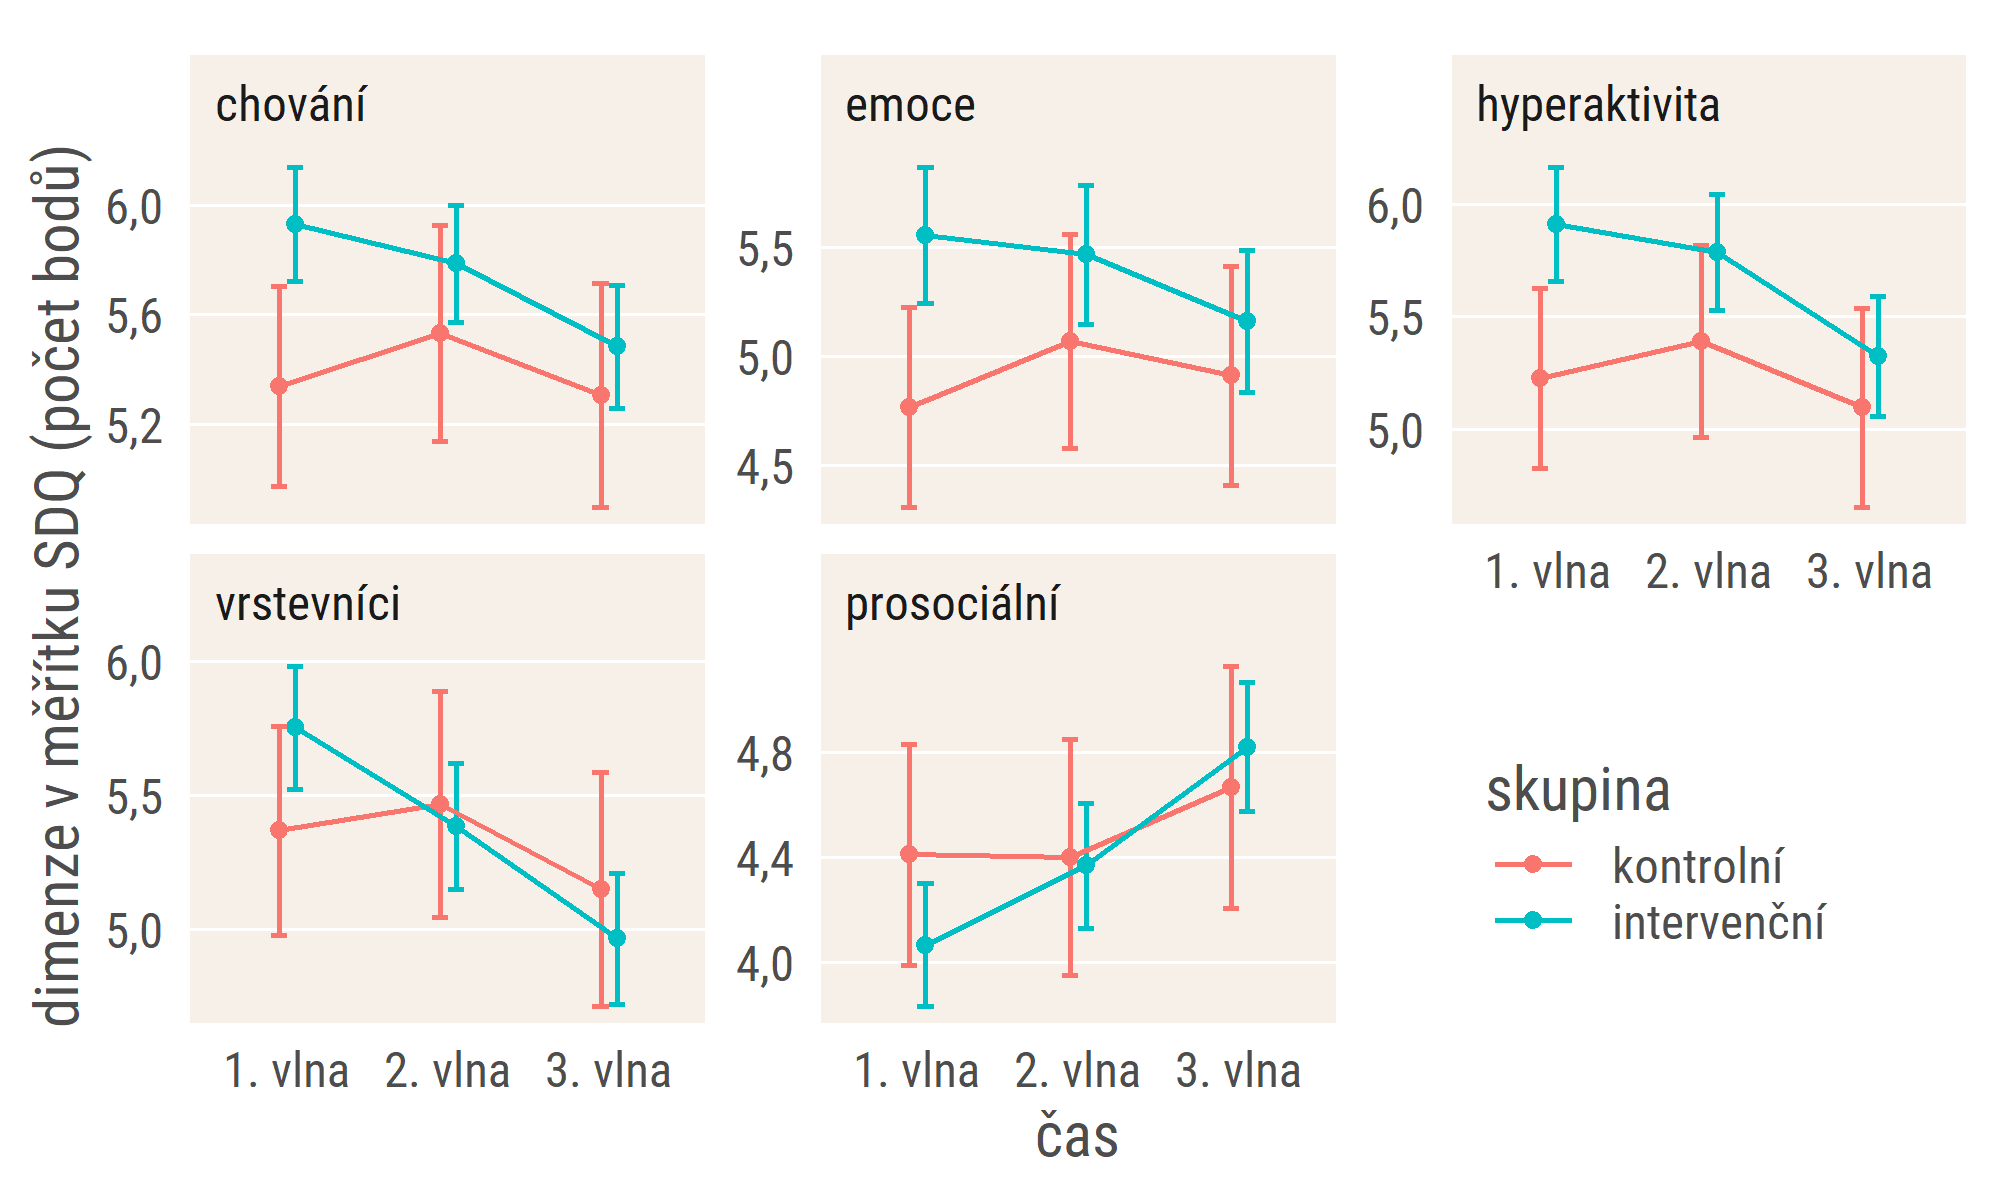 dimenze v měřítku SDQ (počet bodů)
chování
6,0
5,6
5,2
emoce
5,5
5,0
4,5
hyperaktivita
6,0
5,5
5,0
1. vlna 2. vlna 3. vlna
vrstevníci
6,0
5,5
5,0
1. vlna 2. vlna 3. vlna
prosociální
4,8
4,4
4,0
1. vlna 2. vlna 3. vlna
čas
skupina
kontrolní
intervenční